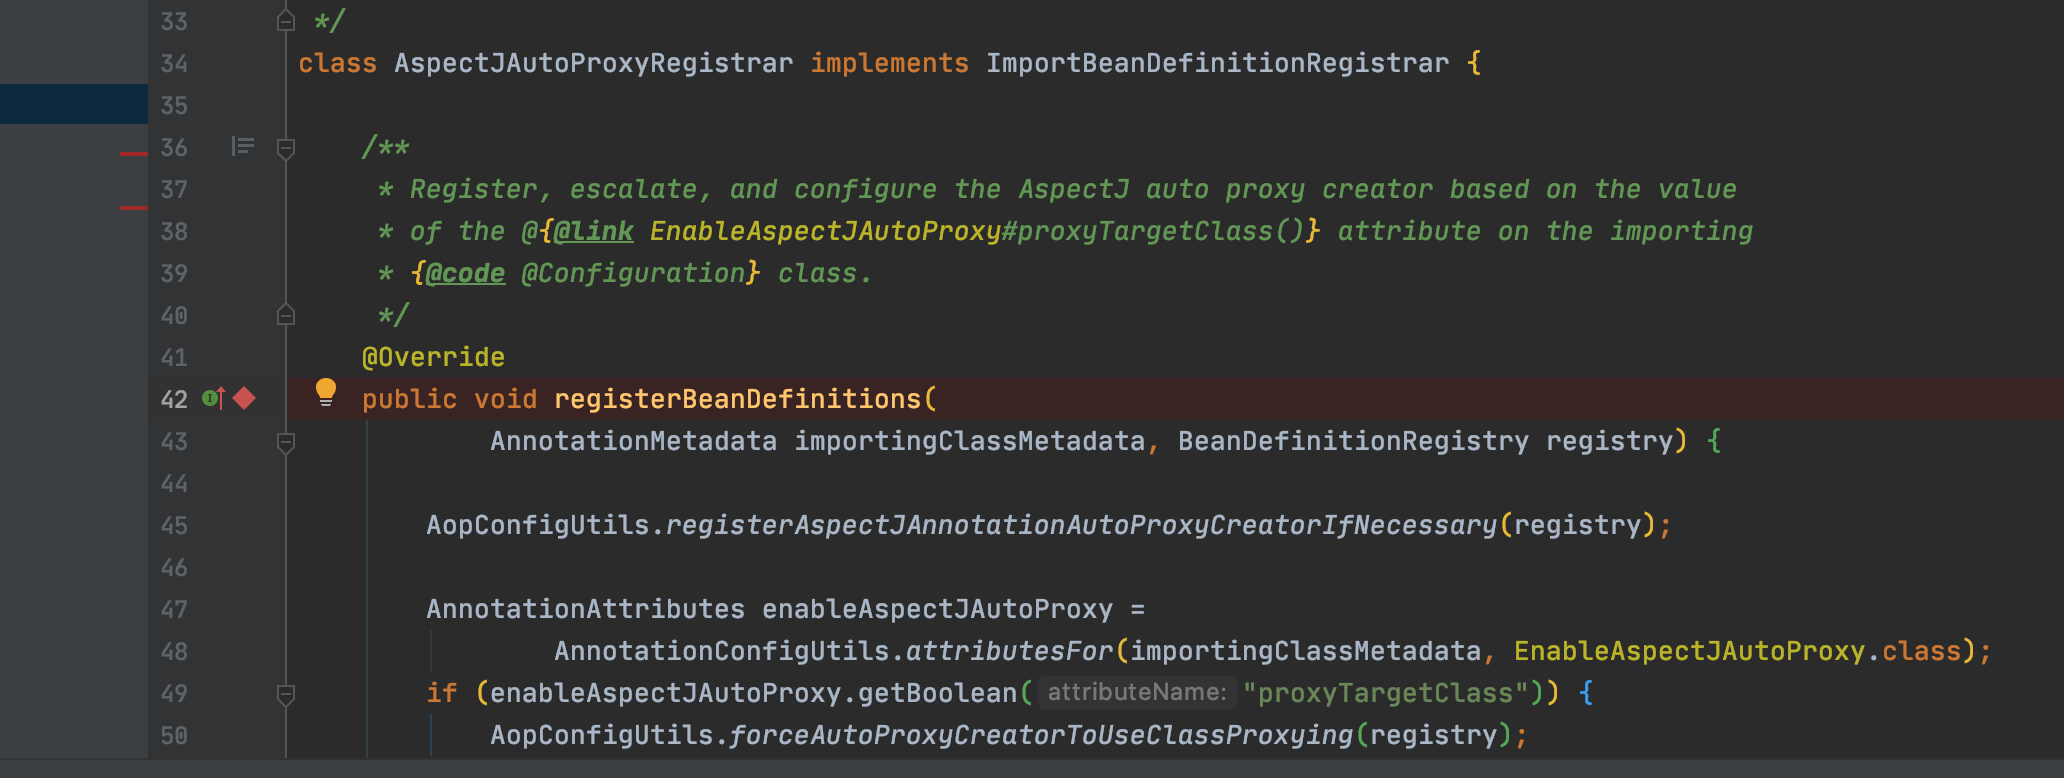 33 */
34 class AspectJAutoProxyRegistrar implements ImportBeanDefinitionRegistrar {
35
36 /**
37 * Register, escalate, and configure the AspectJ auto proxy creator based on the value
38 * of the @{@link EnableAspectJAutoProxy#proxyTargetClass()} attribute on the importing
39 * {@code @Configuration} class.
40 */
41 @Override
42 public void registerBeanDefinitions(
43 AnnotationMetadata importingClassMetadata, BeanDefinitionRegistry registry) {
44
45 AopConfigUtils.registerAspectJAnnotationAutoProxyCreatorIfNecessary(registry);
46
47 AnnotationAttributes enableAspectJAutoProxy =
48 AnnotationConfigUtils.attributesFor(importingClassMetadata, EnableAspectJAutoProxy.class);
49 if (enableAspectJAutoProxy.getBoolean( attributeName: "proxyTargetClass")) {
50 AopConfigUtils.forceAutoProxyCreatorToUseClassProxying(registry);